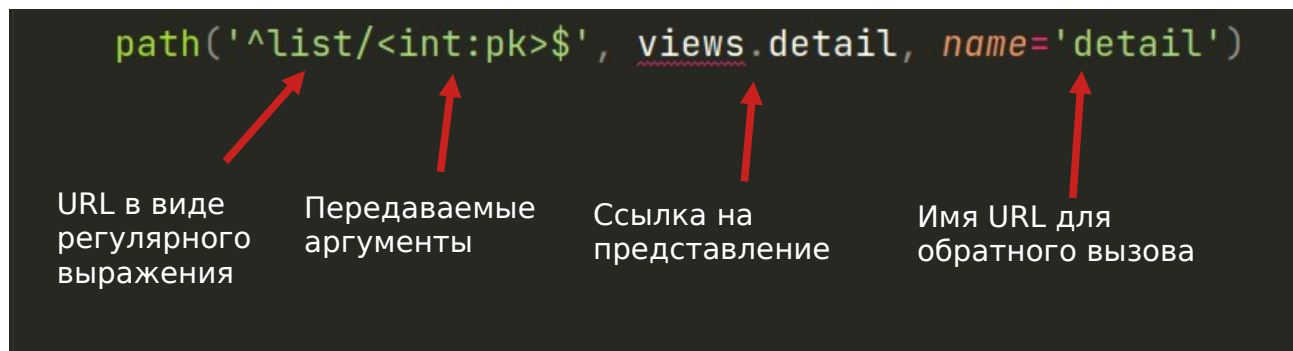 path('^list/<int:pk>$', views.detail, name='detail')
URL в виде
регулярного
выражения
Передаваемые
аргументы
Ссылка на
представление
Имя URL для
обратного вызова